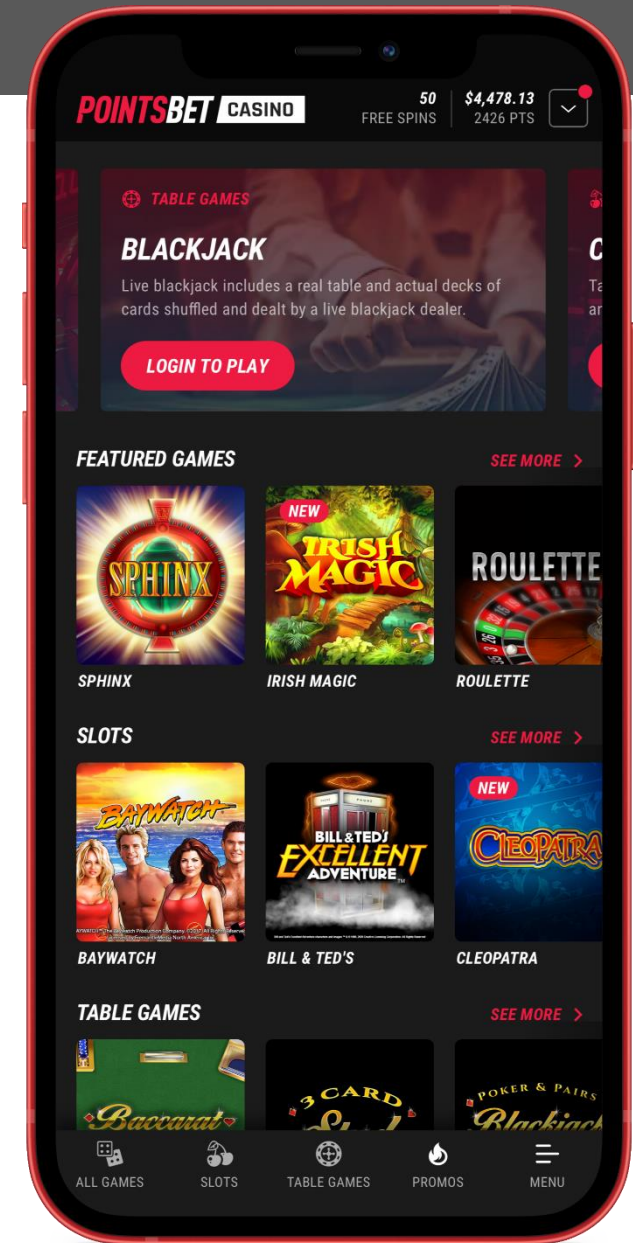 POINTSBET CASINO
50 $4,478.13
FREE SPINS 2426 PTS
TABLE GAMES
BLACKJACK
Live blackjack includes a real table and actual decks of
cards shuffled and dealt by a live blackjack dealer.
LOGIN TO PLAY
C
Ta
ar
FEATURED GAMES SEE MORE
SPHINX
NEW
IRISH MAGIC
ROULETTE
SPHINX IRISH MAGIC ROULETTE
SLOTS SEE MORE
BAYWATCH
BILL & TED'S
EXCELLENT
ADVENTURE
NEW
CLEOPATRA
BAYWATCH BILL & TED'S CLEOPATRA
TABLE GAMES SEE MORE
Baccarat
3 CARD
Stud
POKER & PAIRS
Blackjack
ALL GAMES SLOTS TABLE GAMES PROMOS MENU